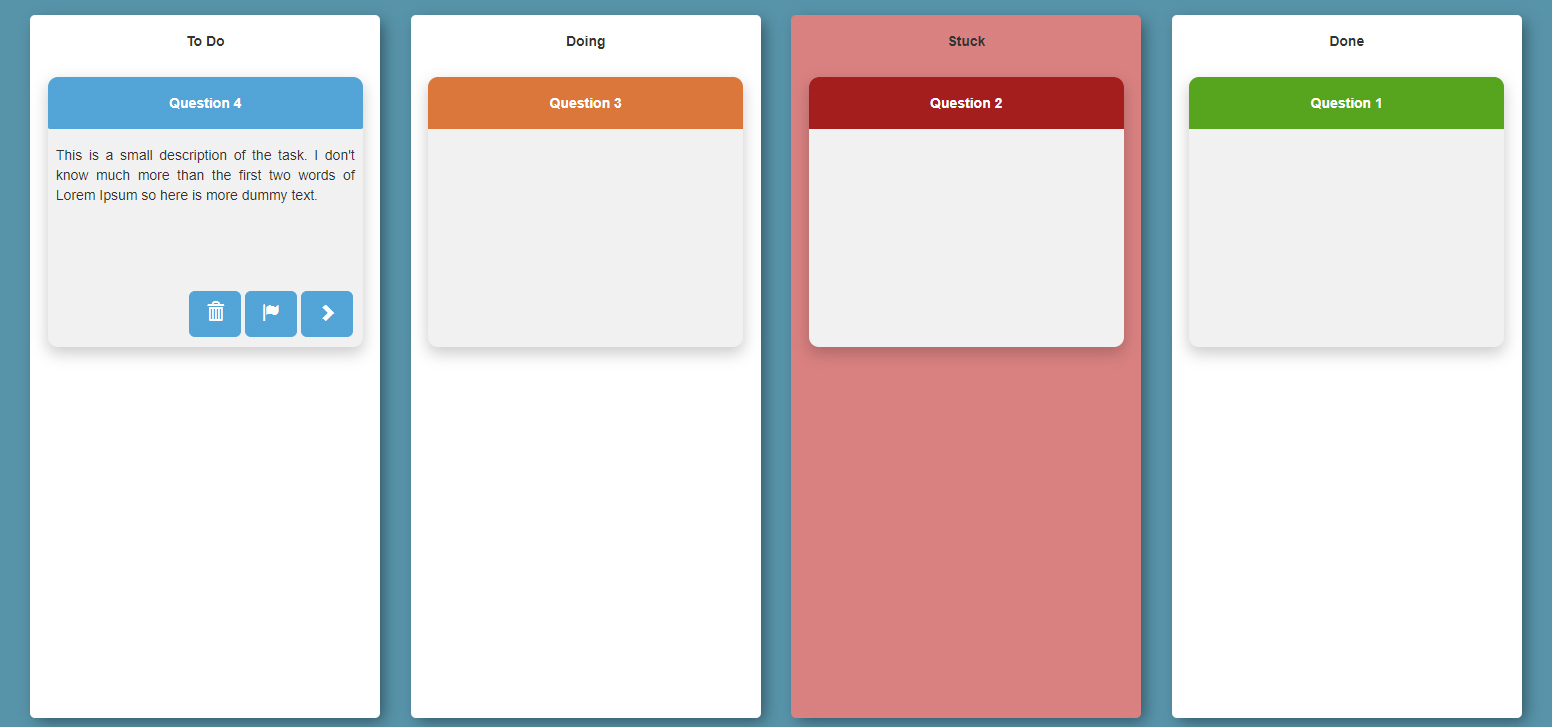 To Do
Question 4
This is a small description of the task. I don't
know much more than the first two words of
Lorem Ipsum so here is more dummy text.
Doing
Question 3
Stuck
Question 2
Done
Question 1